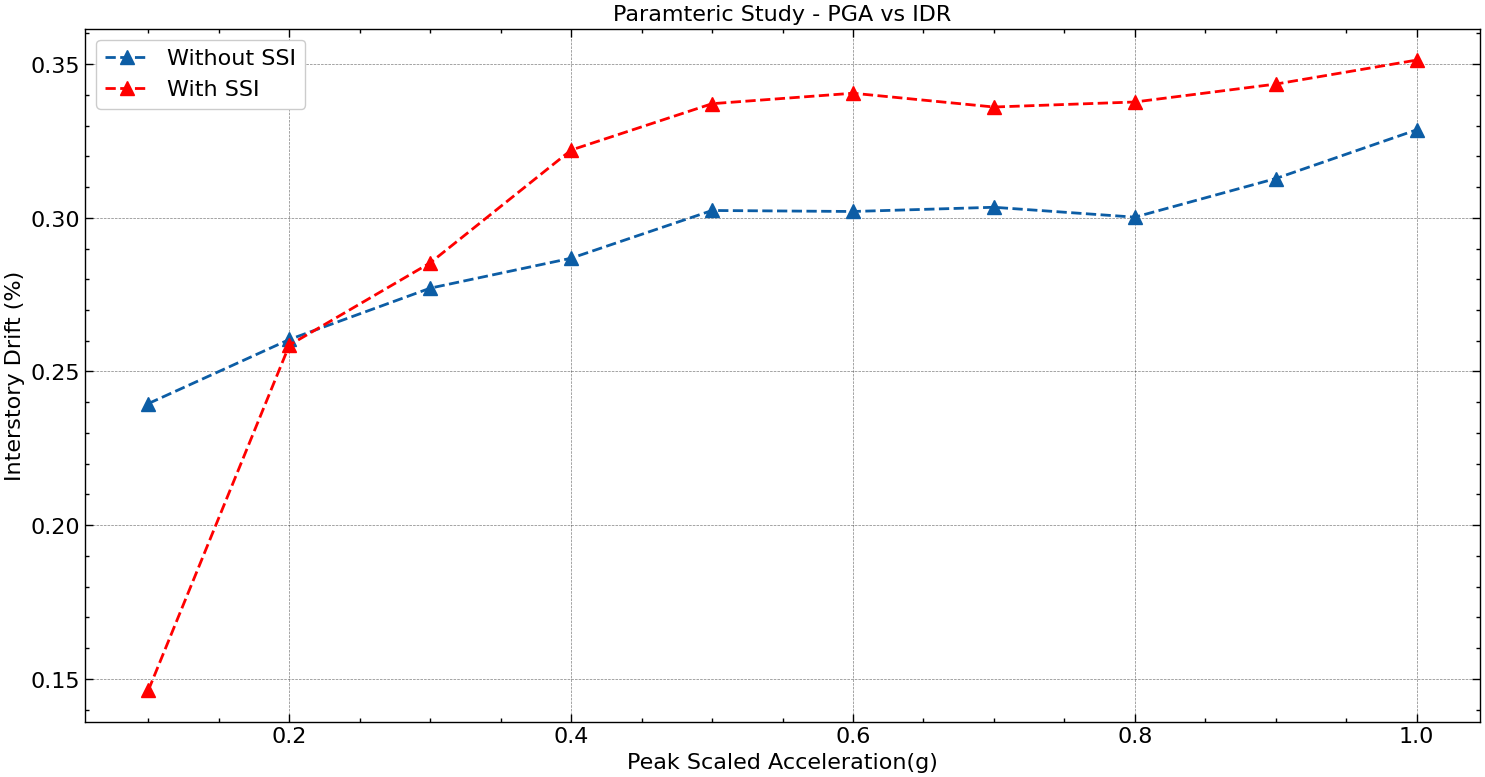 Paramteric Study - PGA vs IDR
Without SSI
With SSI
0.35
0.30
0.25
0.20
0.15
Interstory Drift (%)
0.2 0.4 0.6 0.8 1.0
Peak Scaled Acceleration(g)